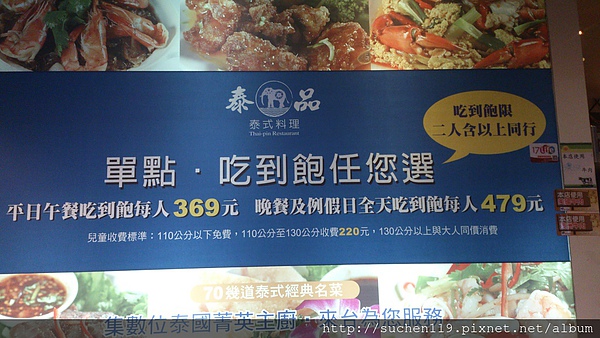 泰 品
泰式料理
Thai-pin Restaurant
吃到飽限
二人含以上同行
單點．吃到飽任您選
平日午餐吃到飽每人369元 晚餐及例假日全天吃到飽每人479元
兒童收費標準：110公分以下免費，110公分至130公分收費220元，130公分以上與大人同價消費
70幾道泰式經典名菜
集數位泰國菁英主廚．來台為您服務
http://suchen119.pixnet.net/album